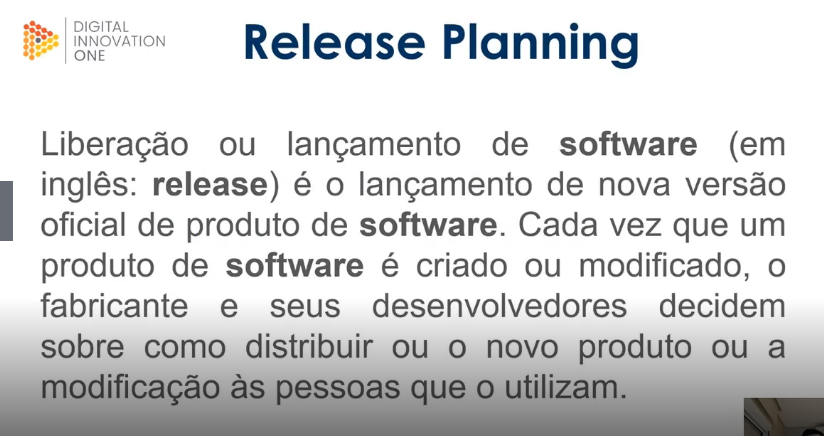 DIGITAL
INNOVATION
ONE
Release Planning
Liberação ou lançamento de software (em
inglês: release) é o lançamento de nova versão
oficial de produto de software. Cada vez que um
produto de software é criado ou modificado, o
fabricante e seus desenvolvedores decidem
sobre como distribuir ou o novo produto ou a
modificação às pessoas que o utilizam.